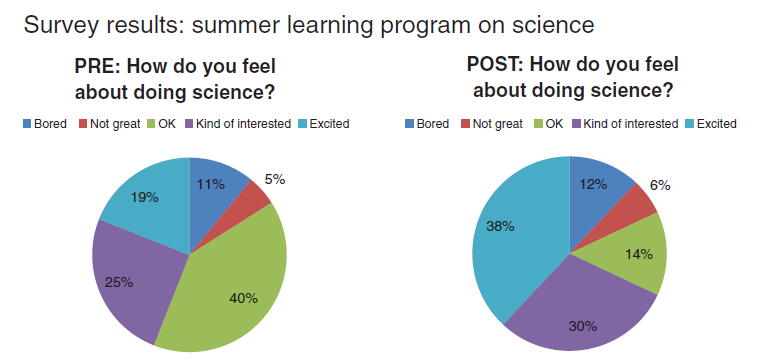 Survey results: summer learning program on science
PRE: How do you feel
about doing science?
Bored Not great OK Kind of interested Excited
11%
5%
40%
25%
19%
POST: How do you feel
about doing science?
Bored Not great OK Kind of interested Excited
12%
6%
14%
30%
38%